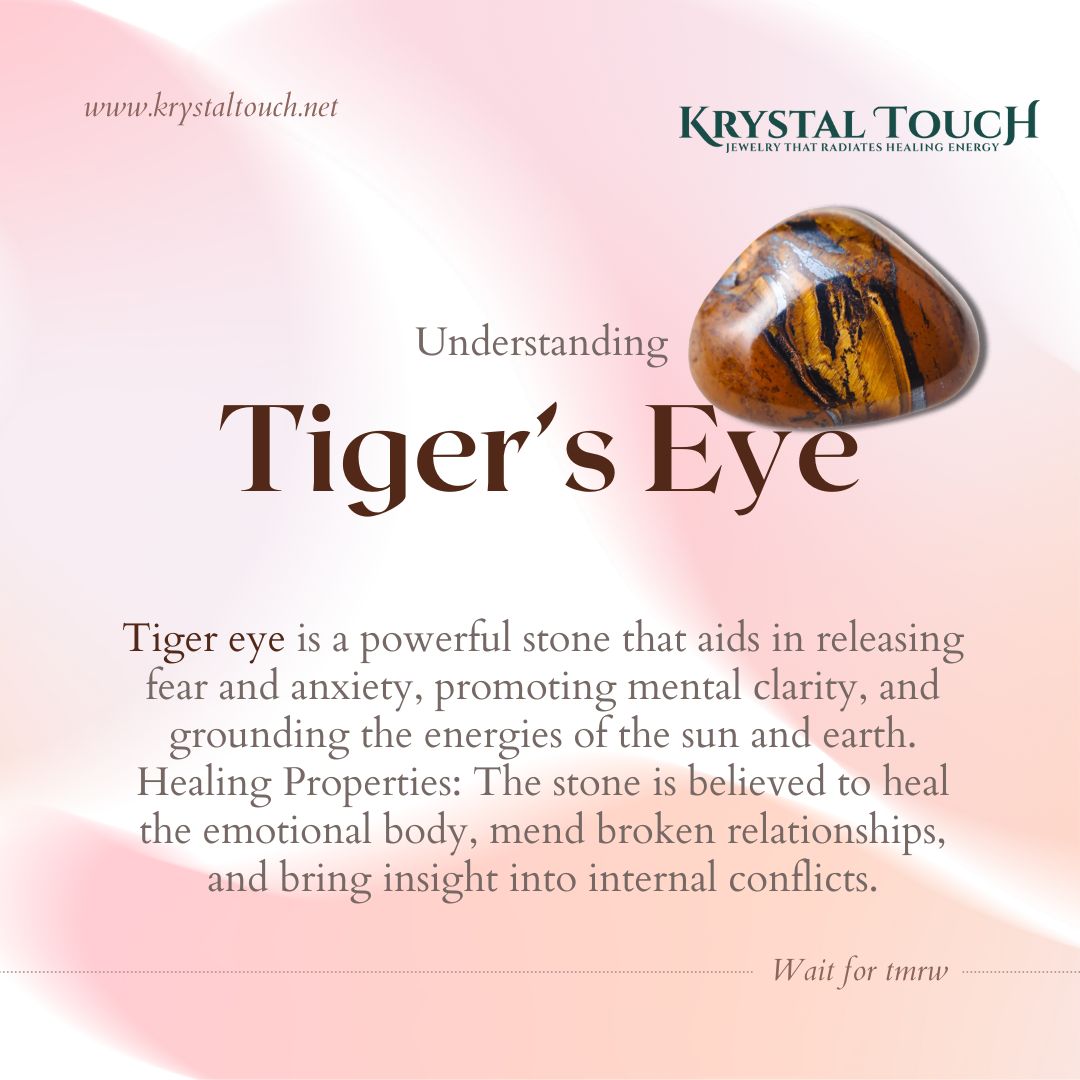 www.krystaltouch.net
KRYSTAL TOUCH
JEWELRY THAT RADIATES HEALING ENERGY
Understanding
Tiger's Eye
Tiger eye is a powerful stone that aids in releasing
fear and anxiety, promoting mental clarity, and
grounding the energies of the sun and earth.
Healing Properties: The stone is believed to heal
the emotional body, mend broken relationships,
and bring insight into internal conflicts.
Wait for tmrw